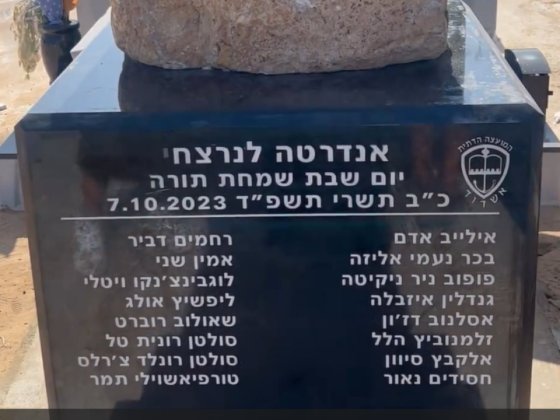 אנדרטה לנרצחי
יום שבת שמחת תורה
כ״ב תשרי תשפ״ד 7.10.2023
המועצה הדתית
אשדוד
אילייב אדם
בכר נעמי אליזה
פופוב ניר ניקיטה
גנדלין איזבלה
אסלנוב דז׳ון
זלמנוביץ הלל
אלקבץ סיוון
חסידים נאור
רחמים דביר
אמין שני
לוגבינצ׳נקו ויטלי
ליפשיץ אולג
שאולוב רוברט
סולטן רונית טל
סולטן רונלד צ׳רלס
טורפיאשוילי תמר